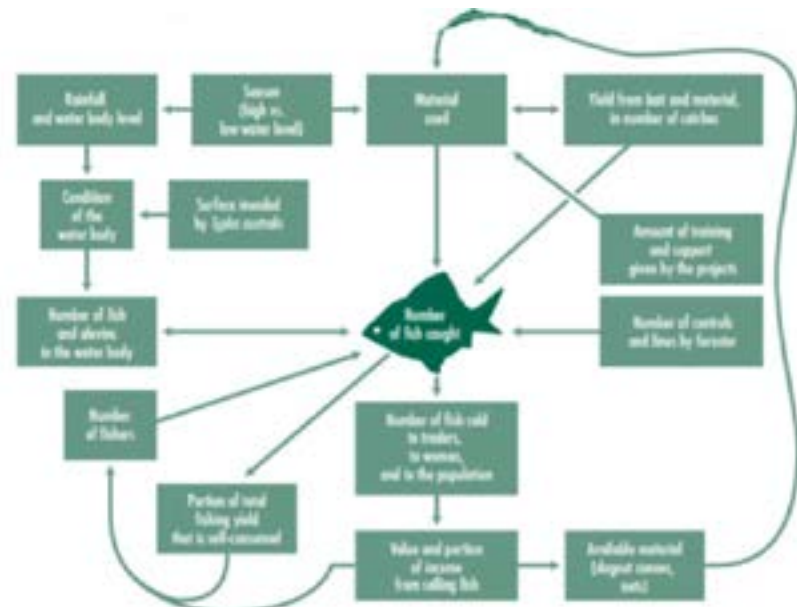 Rainfall
and water body level
Season
(high vs.
low water level)
Material
used
Yield from boat and material,
in number of catches
Condition
of the
water body
Surface invaded
by Typha australis
Amount of training
and support
given by the projects
Number of fish
and alevins
in the water body
Number
of fish caught
Number of controls
and fines by forester
Number
of fishers
Number of fish sold
to traders,
to women,
and to the population
Portion of total
fishing yield
that is self-consumed
Value and portion
of income
from selling fish
Available material
(dugout canoes,
nets)